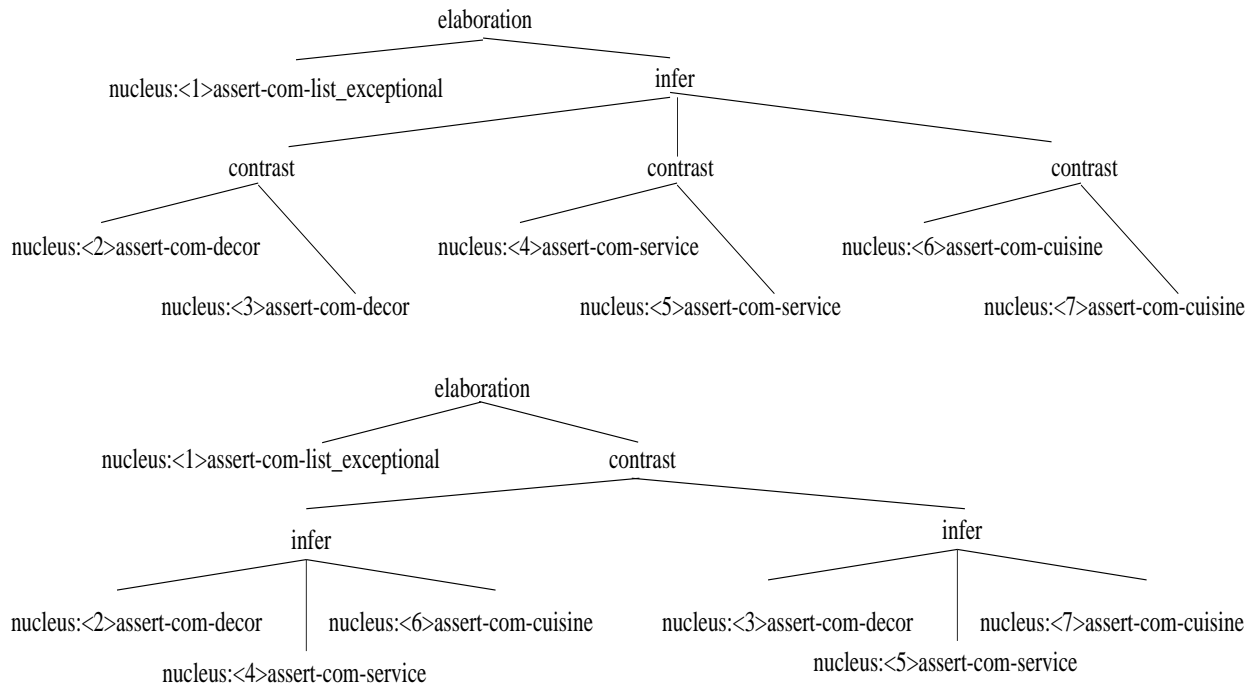 elaboration
nucleus:<1>assert-com-list_exceptional
infer
contrast
contrast
contrast
nucleus:<2>assert-com-decor
nucleus:<4>assert-com-service
nucleus:<6>assert-com-cuisine
nucleus:<3>assert-com-decor
nucleus:<5>assert-com-service
nucleus:<7>assert-com-cuisine
elaboration
nucleus:<1>assert-com-list_exceptional
contrast
infer
infer
nucleus:<2>assert-com-decor
nucleus:<6>assert-com-cuisine
nucleus:<3>assert-com-decor
nucleus:<7>assert-com-cuisine
nucleus:<4>assert-com-service
nucleus:<5>assert-com-service